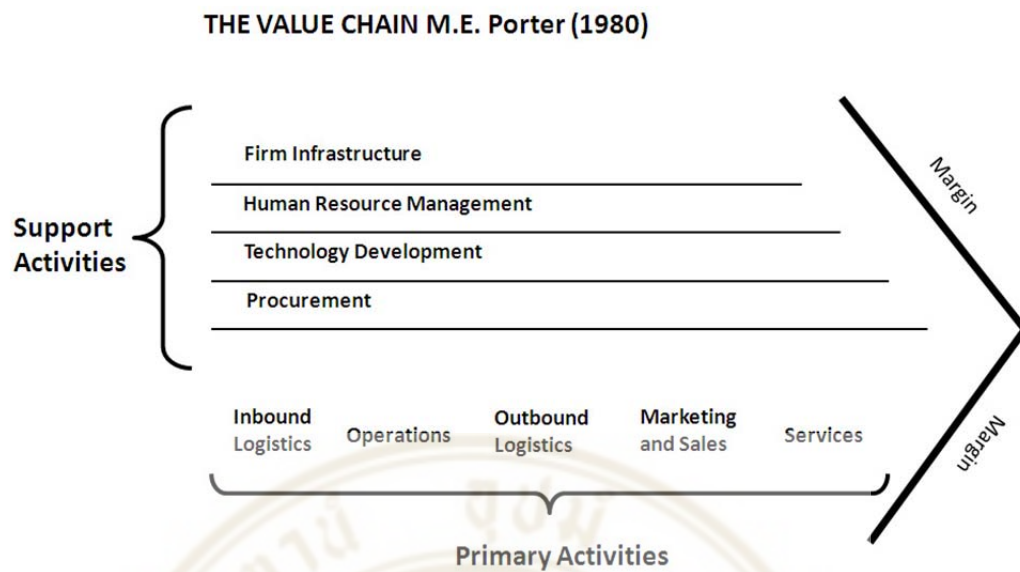 THE VALUE CHAIN M.E. Porter (1980)
Firm Infrastructure
Human Resource Management
Technology Development
Procurement
Support
Activities
Margin
Inbound
Logistics
Operations
Outbound
Logistics
Marketing
and Sales
Services
Margin
Primary Activities